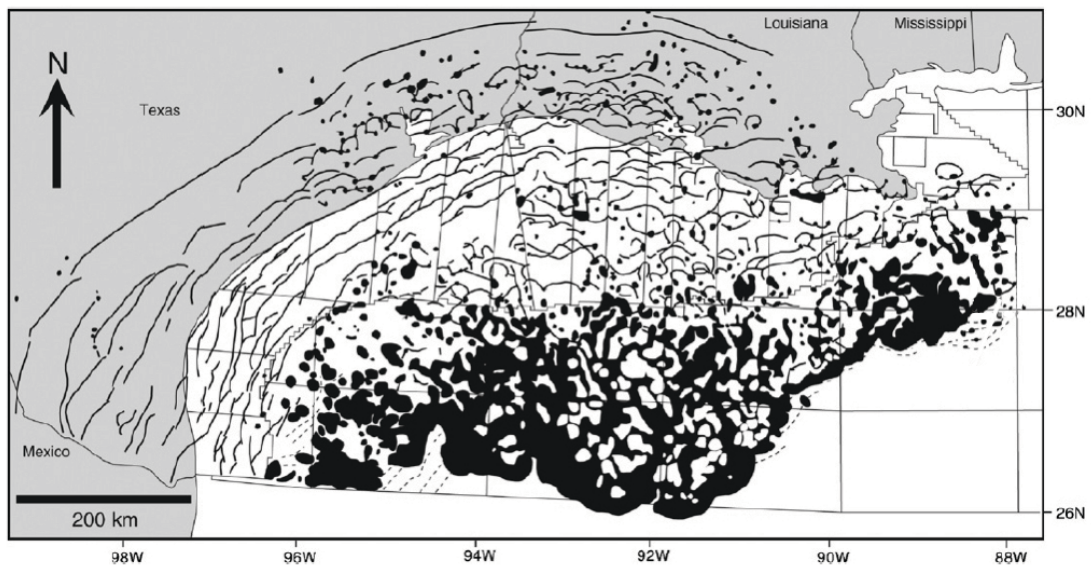 Louisiana
Mississippi
N
Texas
30N
28N
Mexico
200 km
26N
98W
96W
94W
92W
90W
88W